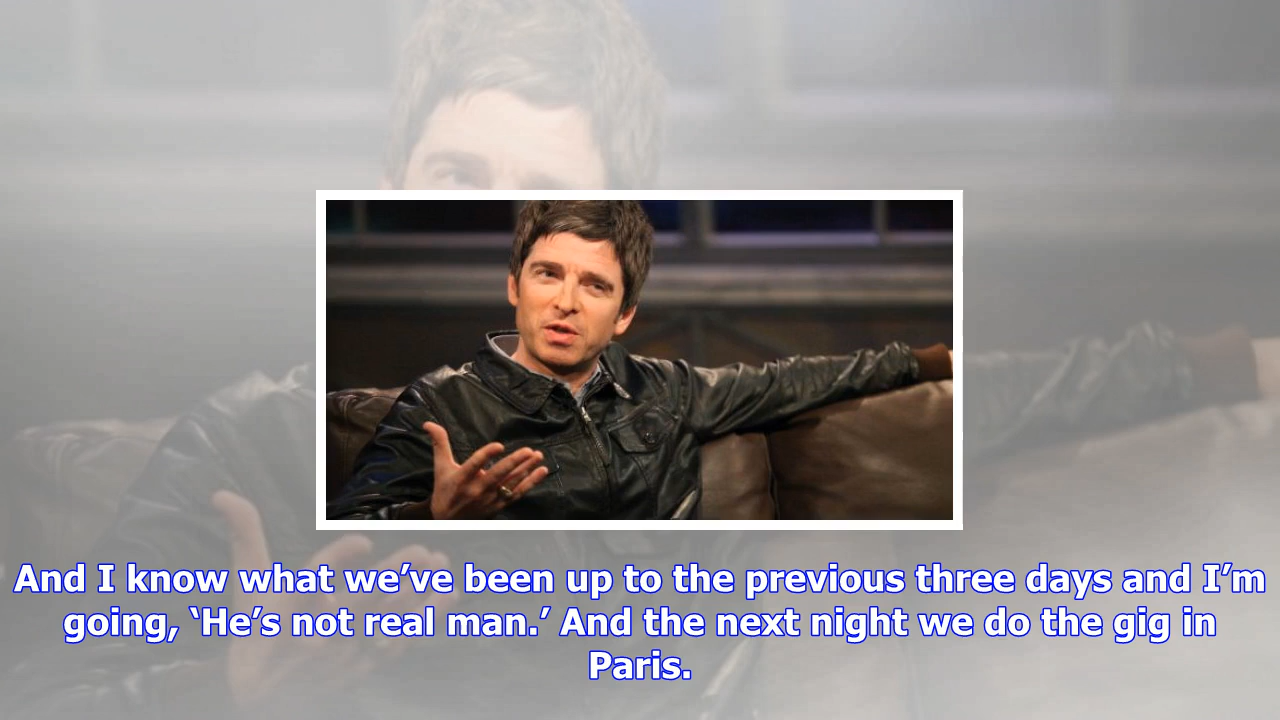 And I know what we’ve been up to the previous three days and I’m
going, ‘He’s not real man.’ And the next night we do the gig in
Paris.